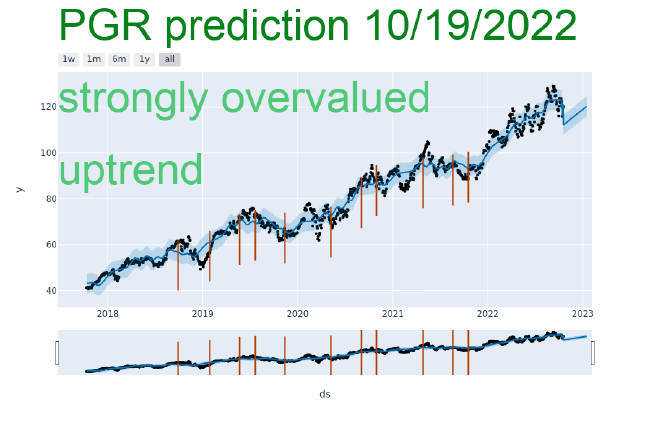 PGR prediction 10/19/2022
1w 1m 6m 1y all
strongly overvalued
120
100
uptrend
80
y
60
40
2018 2019 2020 2021 2022 2023
ds